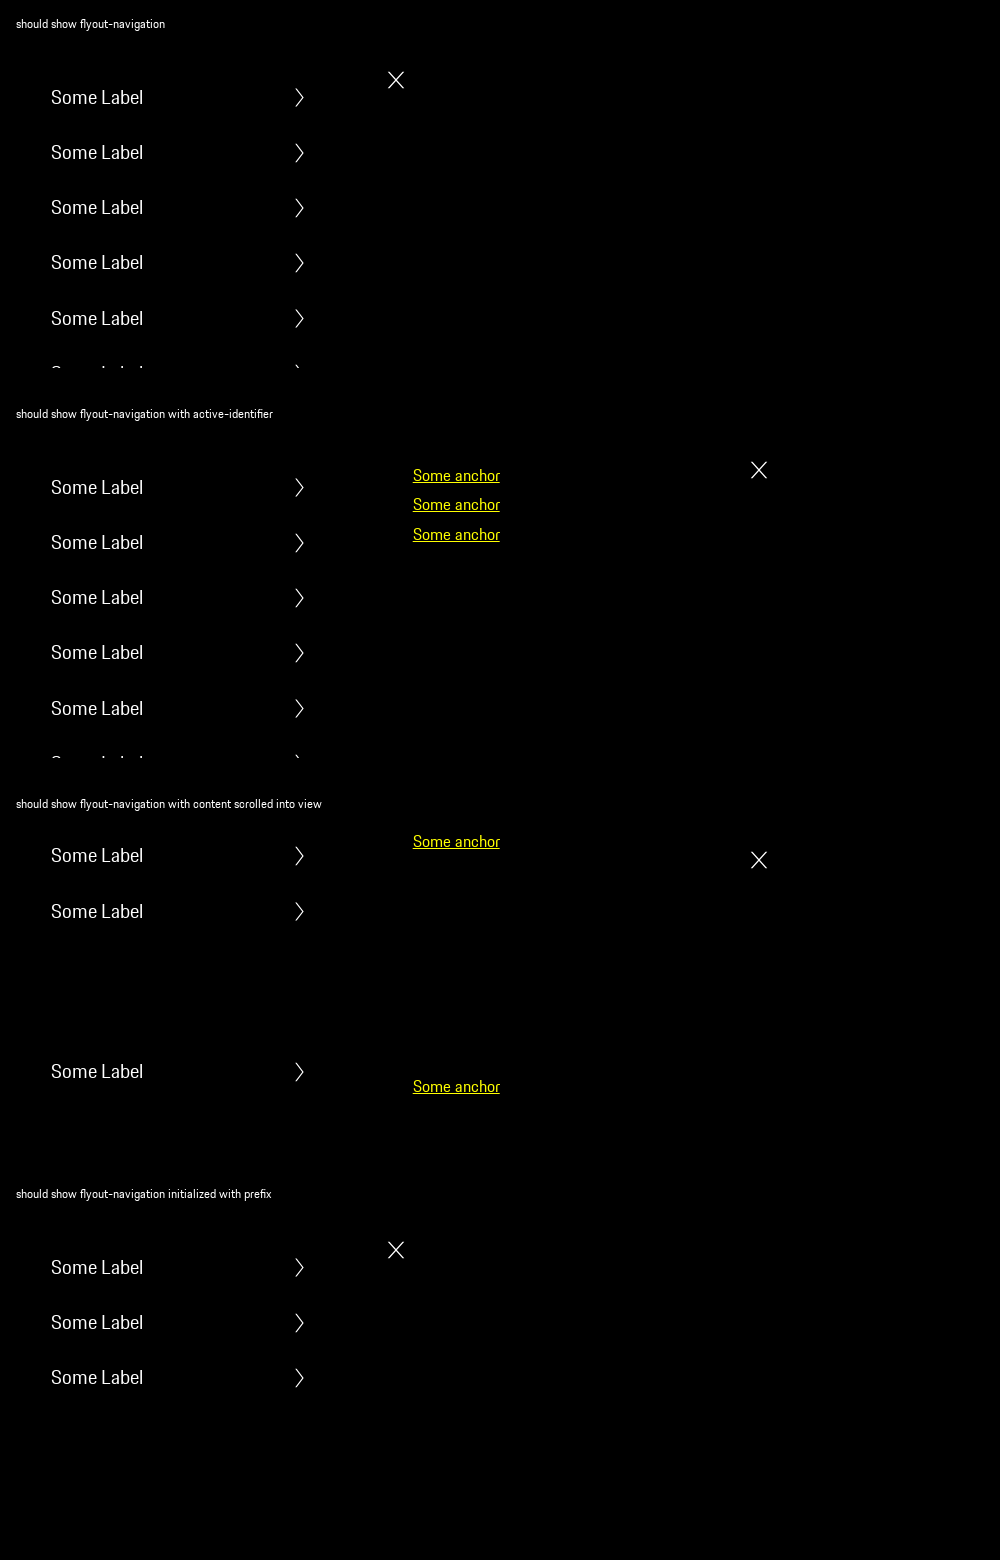 should show flyout-navigation
Some Label
Some Label
Some Label
Some Label
Some Label
should show flyout-navigation with active-identifier
Some Label
Some anchor
Some anchor
Some anchor
Some Label
Some Label
Some Label
Some Label
should show flyout-navigation with content scrolled into view
Some Label
Some anchor
Some Label
Some Label
Some anchor
should show flyout-navigation initialized with prefix
Some Label
Some Label
Some Label